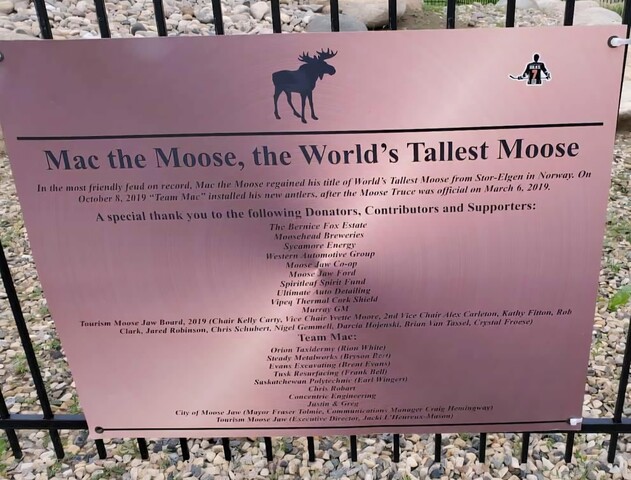 Mac the Moose, the World's Tallest Moose
In the most friendly feud on record, Mac the Moose regained his title of World's Tallest Moose from Stor-Elgen in Norway. On
October 8, 2019 "Team Mac" installed his new antlers, after the Moose Truce was official on March 6, 2019.
A special thank you to the following Donators, Contributors and Supporters:
The Bernice Fox Estate
Moosehead Breweries
Sycamore Energy
Western Automotive Group
Moose Jaw Co-op
Moose Jaw Ford
Spiritleaf Spirit Fund
Ultimate Auto Detailing
Vipeq Thermal Cork Shield
Murray GM
Tourism Moose Jaw Board, 2019 (Chair Kelly Carty, Vice Chair Yvette Moore, 2nd Vice Chair Alex Carleton, Kathy Fitton, Rob
Clark, Jared Robinson, Chris Schubert, Nigel Gemmell, Darcia Hojenski, Brian Van Tassel, Crystal Froese)
Team Mac:
Orion Taxidermy (Rion White)
Steady Metalworks (Bryson
Evans Excavating (Brent Evans)
Tusk Resurfacing (Frank Bell)
Saskatchewan Polytechnic (Earl Wingert)
Chris Robart
Concentric Engineering
Justin & Greg
City of Moose Jaw (Mayor Fraser Tolmie, Communications Manager Craig Hemingway)
Tourism Moose Jaw (Executive Director, Jacki L'Heureux-Mason)